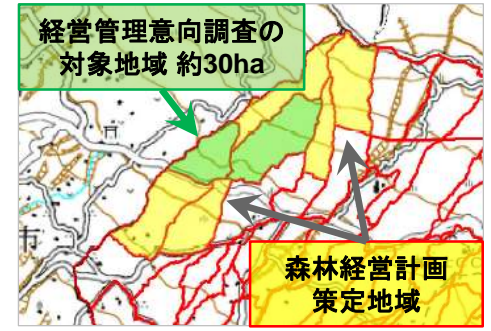 経営管理意向調査の
対象地域 約30ha
市
森林経営計画
策定地域